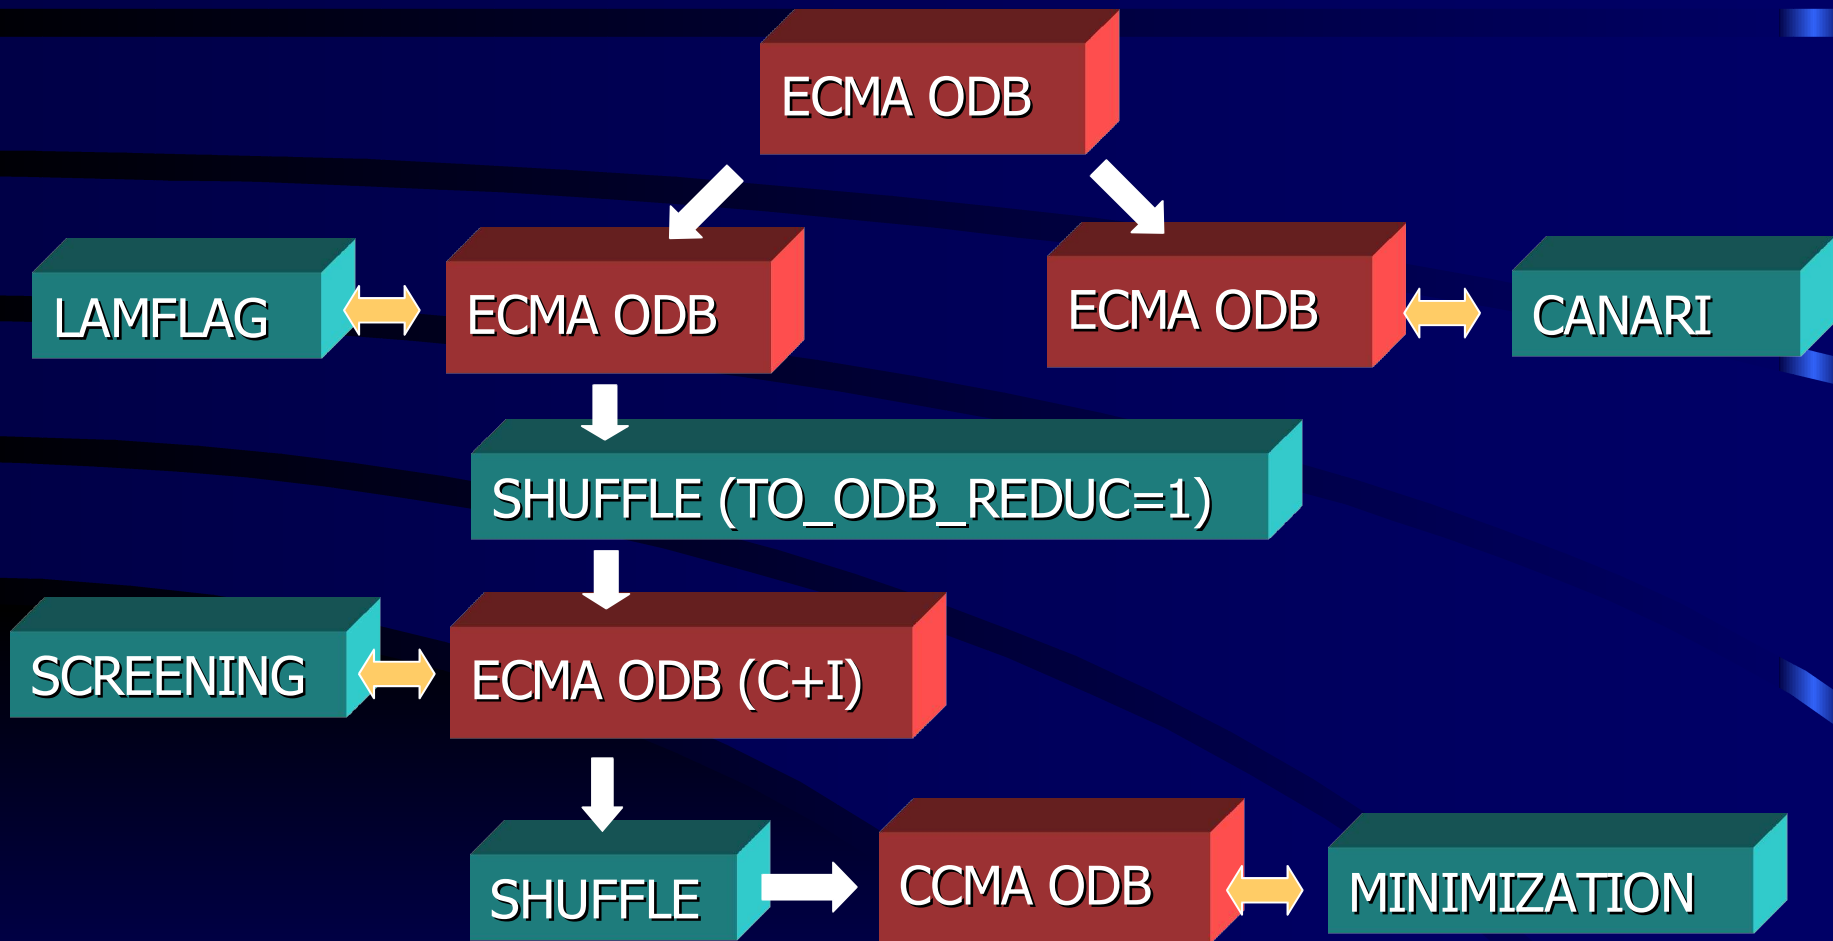 ECMA ODB
LAMFLAG
ECMA ODB
ECMA ODB
CANARI
SHUFFLE (TO_ODB_REDUC=1)
SCREENING
ECMA ODB (C+I)
SHUFFLE
CCMA ODB
MINIMIZATION